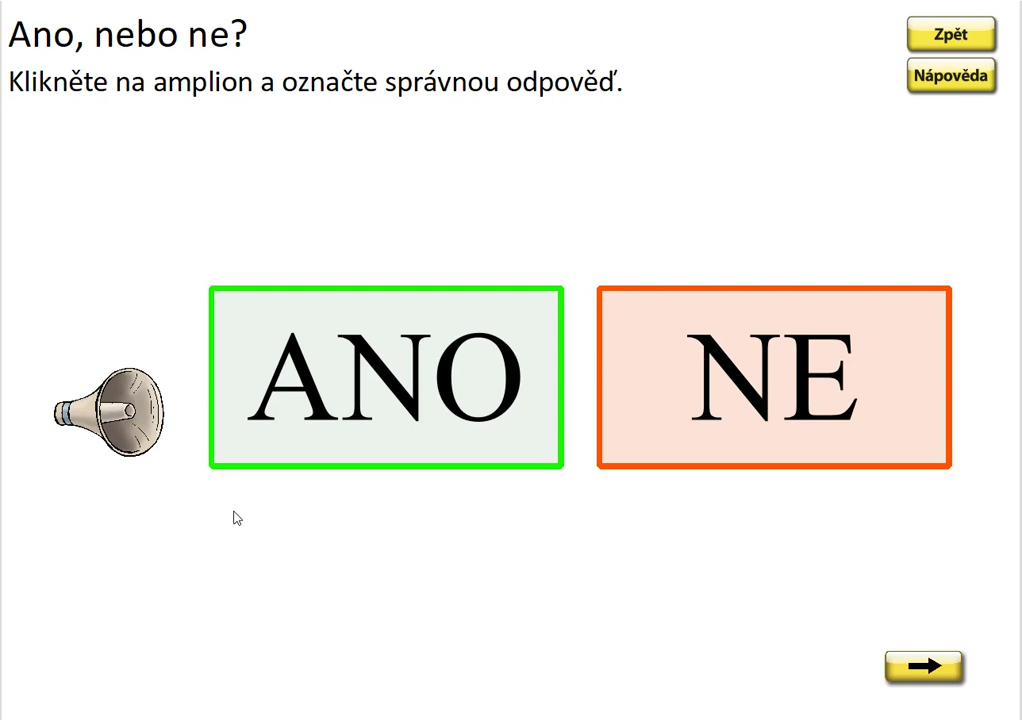 Ano, nebo ne?
Zpět
Klikněte na amplion a označte správnou odpověď.
Nápověda
ANO
NE